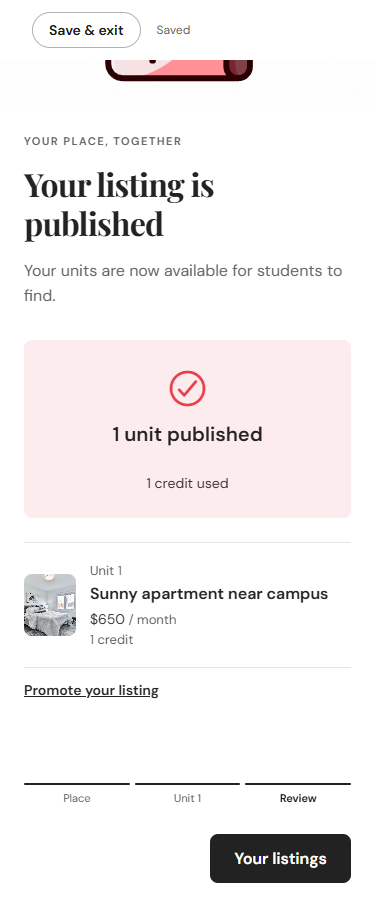 Save & exit
Saved
YOUR PLACE, TOGETHER
Your listing is
published
Your units are now available for students to
find.
1 unit published
1 credit used
Unit 1
Sunny apartment near campus
$650 / month
1 credit
Promote your listing
Place
Unit 1
Review
Your listings